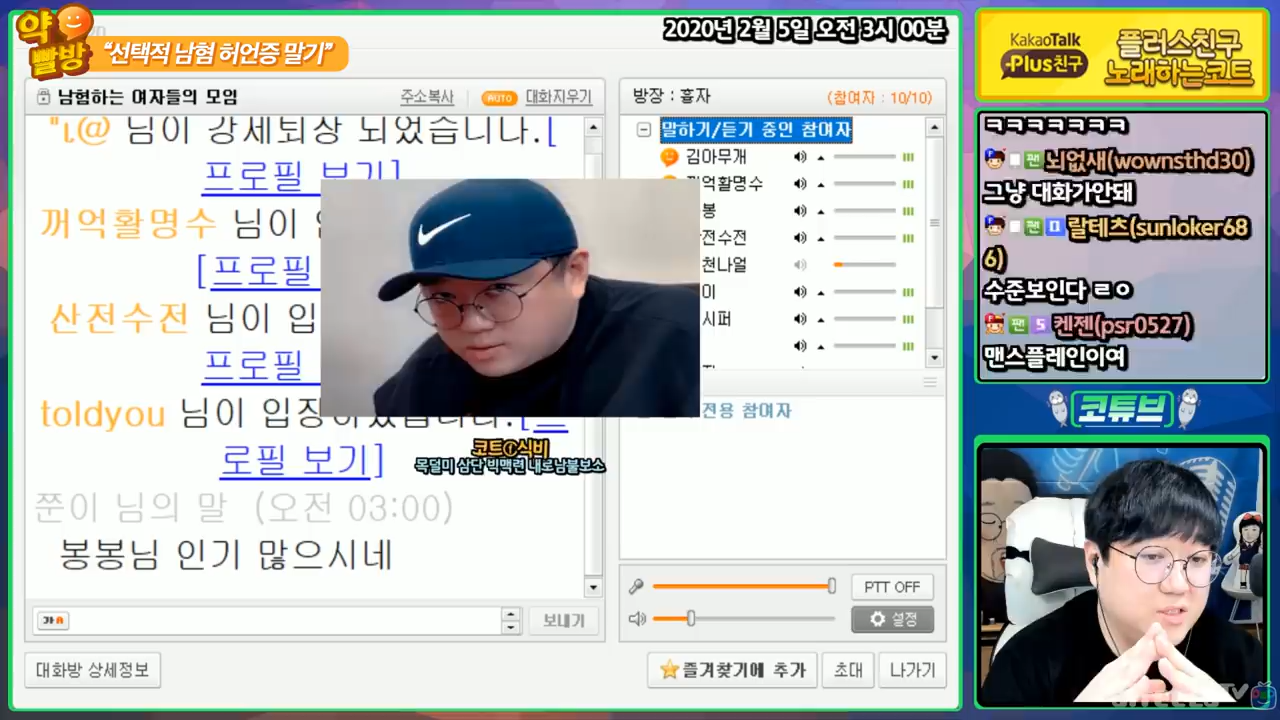 약빨방
“선택적 남혐 허언증 말기”
2020년 2월 5일 오전 3시 00분
남혐하는 여자들의 모임
주소복사
AUTO 대화지우기
님이 강세퇴장 되었습니다.[
프로필 보기]
꺼억활명수 님이
[프로필
산전수전 님이 입
프로필
toldyou 님이 입장하였습니다.[프
로필 보기]
쭌이 님의 말 (오전 03:00)
봉봉님 인기 많으시네
가A
보내기
대화방 상세정보
코트 식비
목덜미 삼단 빅맥련 내로남불보소
방장 : 흉자
(참여자 : 10/10)
말하기/듣기 중인 참여자
김아무개
꺼억활명수
봉
전수전
천나얼
이
시퍼
전용 참여자
PTT OFF
설정
즐겨찾기에 추가
초대
나가기
KakaoTalk
Plus친구
플러스친구
노래하는코트
ㅋㅋㅋㅋㅋㅋㅋ
팬 뇌없새(wownsthd30)
그냥 대화가안돼
팬 랄테츠(sunloker68
6)
수준보인다 ㄹㅇ
팬 S 켄젠(psr0527)
맨스플레인이여
코튜브